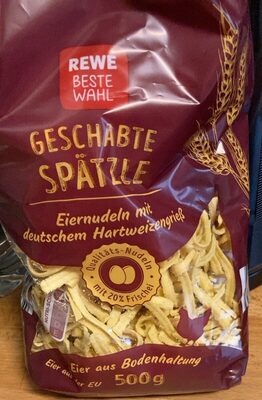 REWE
BESTE
WAHL
GESCHABTE
SPÄTZLE
Eiernudeln mit
deutschem Hartweizengrieß
Qualitäts-Nudeln
mit 20% Frischei
Eier aus Bodenhaltung
Eier aus der EU
500g